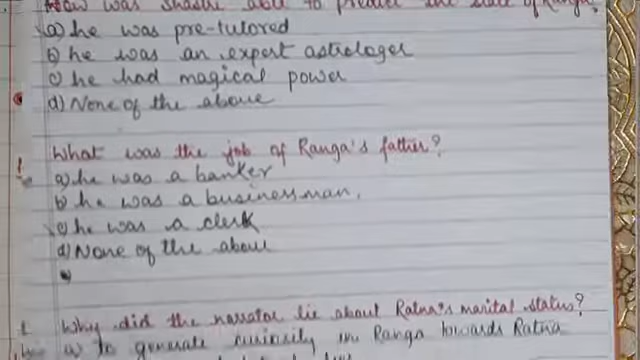 How was Shastri able to predict the state of Ranga?
(a) he was pre-tutored
b) he was an expert astrologer
c) he had magical power
d) None of the above
What was the job of Ranga's father?
a) he was a banker
b) he was a businessman.
c) he was a clerk
d) None of the above
Why did the narrator lie about Ratna's marital status?
a) to generate curiosity in Ranga towards Ratna